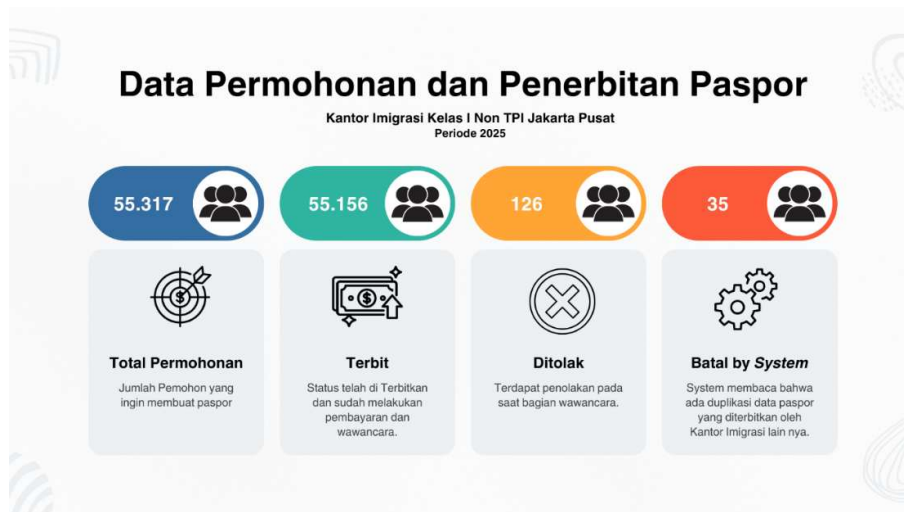 Data Permohonan dan Penerbitan Paspor
Kantor Imigrasi Kelas I Non TPI Jakarta Pusat
Periode 2025
55.317
55.156
126
35
Total Permohonan
Jumlah Pemohon yang
ingin membuat paspor
Terbit
Status telah di Terbitkan
dan sudah melakukan
pembayaran dan
wawancara.
Ditolak
Terdapat penolakan pada
saat bagian wawancara.
Batal by System
System membaca bahwa
ada duplikasi data paspor
yang diterbitkan oleh
Kantor Imigrasi lain nya.